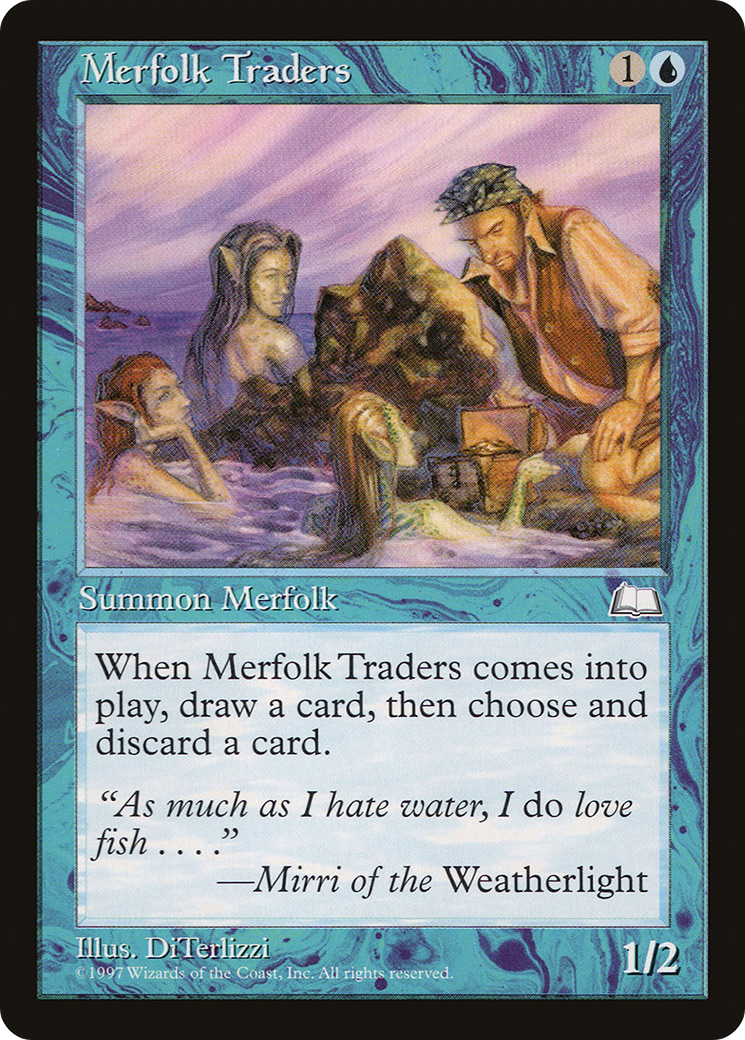 Merfolk Traders 1
Summon Merfolk
When Merfolk Traders comes into
play, draw a card, then choose and
discard a card.
“As much as I hate water, I do love
fish . . . .”
—Mirri of the Weatherlight
Illus. DiTerlizzi
©1997 Wizards of the Coast, Inc. All rights reserved.
1/2